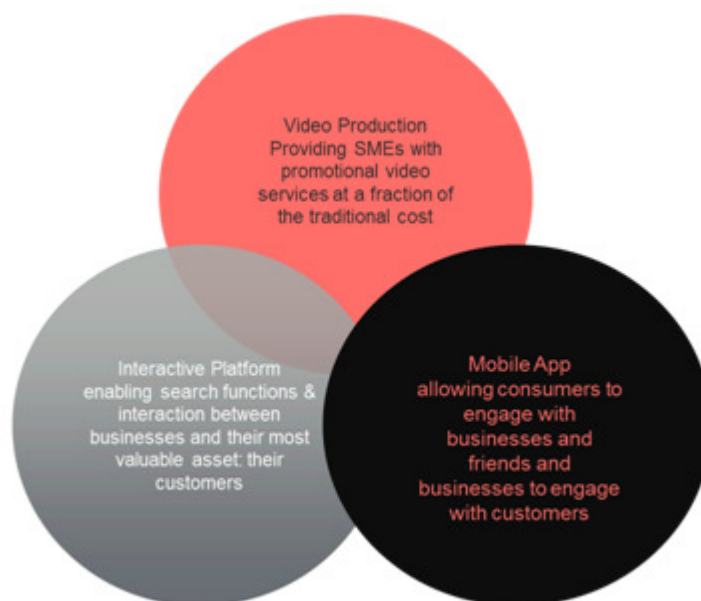 Video Production
Providing SMEs with
promotional video
services at a fraction of
the traditional cost
Interactive Platform
enabling search functions &
interaction between
businesses and their most
valuable asset: their
customers
Mobile App
allowing consumers to
engage with
businesses and
friends and
businesses to engage
with customers